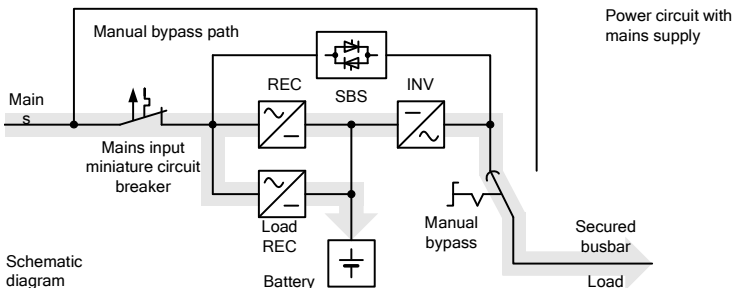 Manual bypass path
Power circuit with
mains supply
REC
SBS
INV
Main
s
Mains input
miniature circuit
breaker
Load
REC
Manual
bypass
Secured
busbar
Schematic
diagram
Battery
Load